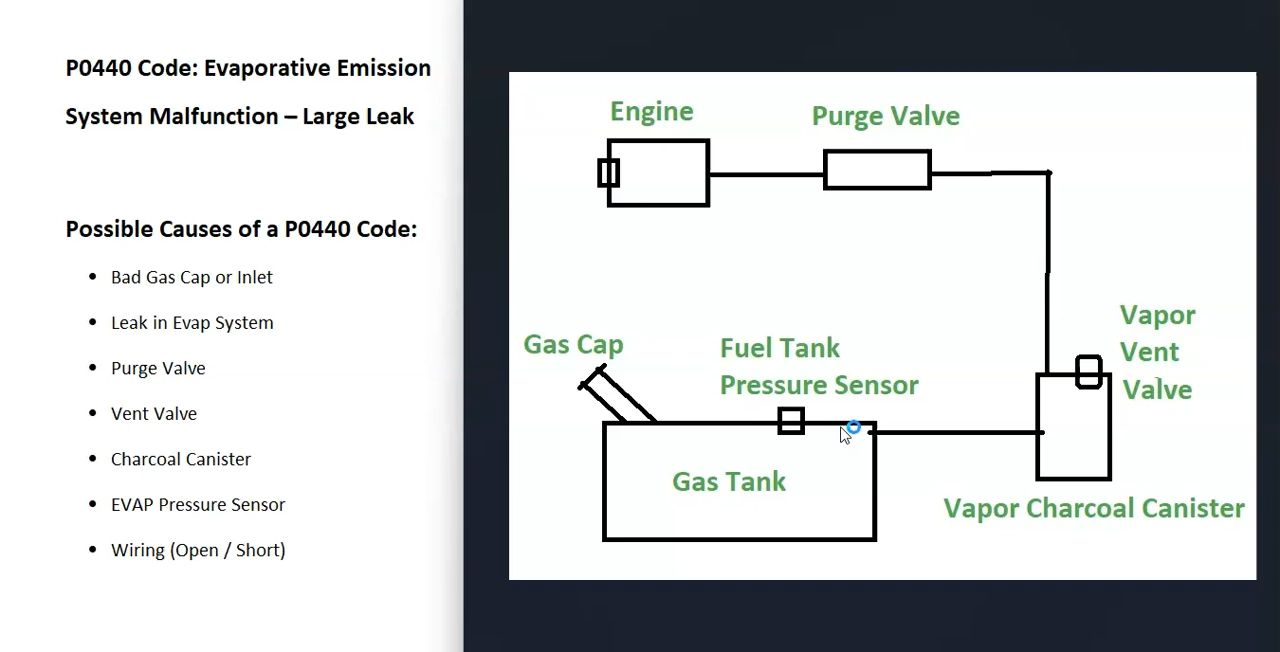 P0440 Code: Evaporative Emission
System Malfunction – Large Leak
Possible Causes of a P0440 Code:
• Bad Gas Cap or Inlet
• Leak in Evap System
• Purge Valve
• Vent Valve
• Charcoal Canister
• EVAP Pressure Sensor
• Wiring (Open / Short)
Engine
Purge Valve
Vapor
Vent
Valve
Gas Cap
Fuel Tank
Pressure Sensor
Gas Tank
Vapor Charcoal Canister